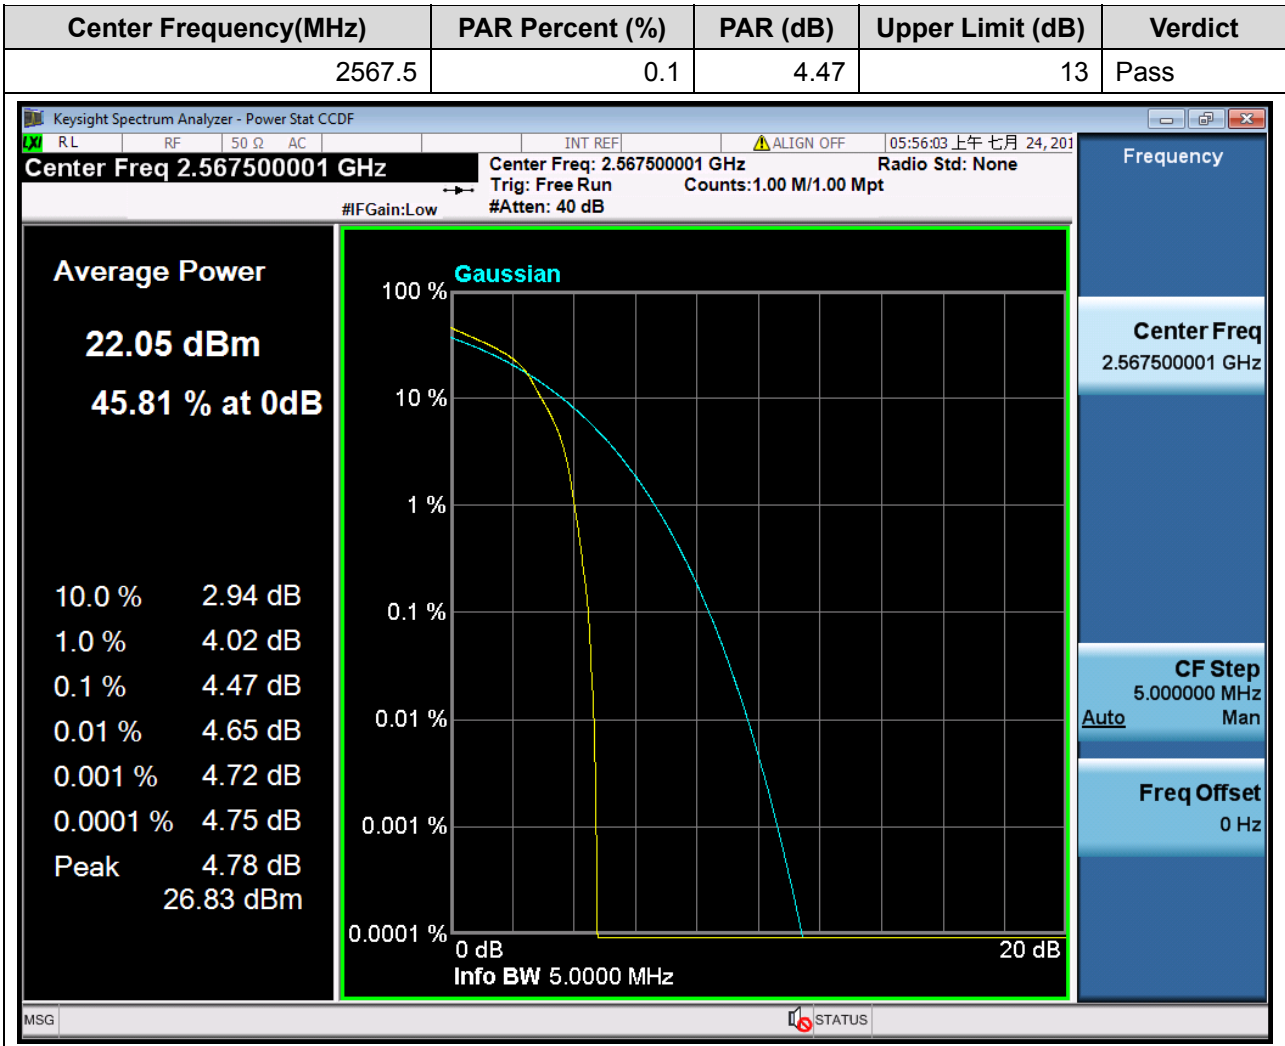 Center Frequency(MHz) PAR Percent (%) PAR (dB) Upper Limit (dB) Verdict
2567.5 0.1 4.47 13 Pass
Keysight Spectrum Analyzer - Power Stat CCDF
LXI RL RF 50 Ω AC INT REF ALIGN OFF 05:56:03 上午 七月 24, 201
Center Freq 2.567500001 GHz
Center Freq: 2.567500001 GHz Radio Std: None
Trig: Free Run Counts:1.00 M/1.00 Mpt
#IFGain:Low #Atten: 40 dB
Frequency
Average Power
22.05 dBm
45.81 % at 0dB
10.0 % 2.94 dB
1.0 % 4.02 dB
0.1 % 4.47 dB
0.01 % 4.65 dB
0.001 % 4.72 dB
0.0001 % 4.75 dB
Peak 4.78 dB
26.83 dBm
Gaussian
100 %
10 %
1 %
0.1 %
0.01 %
0.001 %
0.0001 %
0 dB 20 dB
Info BW 5.0000 MHz
Center Freq
2.567500001 GHz
CF Step
5.000000 MHz
Auto Man
Freq Offset
0 Hz
MSG STATUS